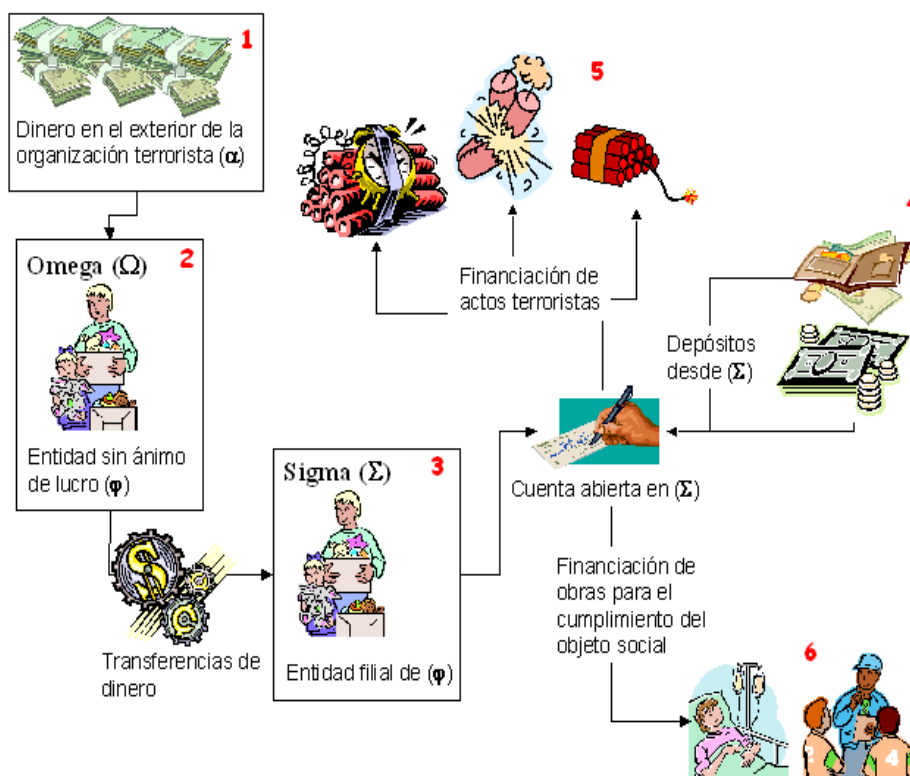 1
Dinero en el exterior de la
organización terrorista (α)
2
Omega (Ω)
Entidad sin ánimo
de lucro (φ)
Transferencias de
dinero
3
Sigma (Σ)
Entidad filial de (φ)
5
Financiación de
actos terroristas
Depósitos
desde (Σ)
Cuenta abierta en (Σ)
Financiación de
obras para el
cumplimiento del
objeto social
6
4